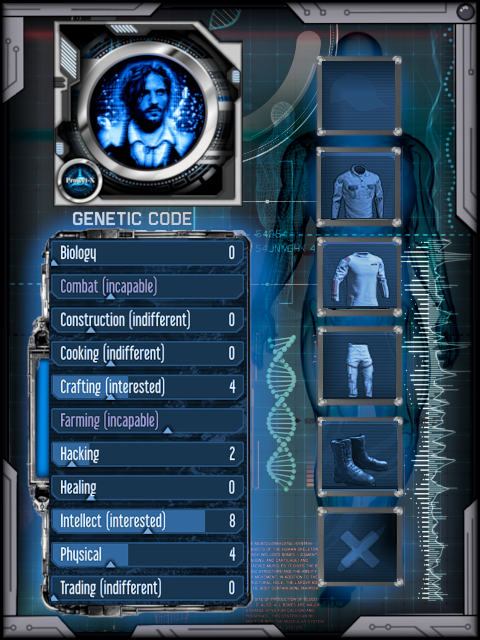 Provekt-X
GENETIC CODE
Biology 0
Combat (incapable)
Construction (indifferent) 0
Cooking (indifferent) 0
Crafting (interested) 4
Farming (incapable)
Hacking 2
Healing 0
Intellect (interested) 8
Physical 4
Trading (indifferent) 0